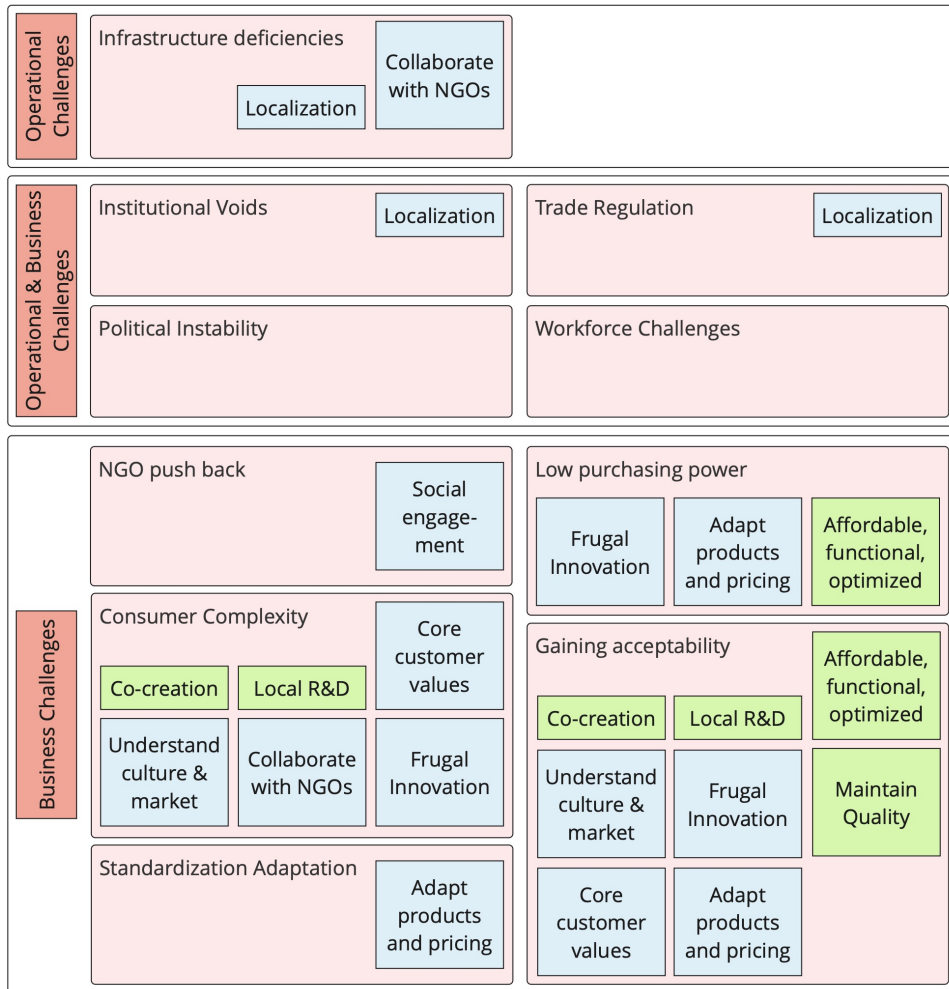 Operational
Challenges
Infrastructure deficiencies
Localization
Collaborate
with NGOs
Operational & Business
Challenges
Institutional Voids
Localization
Trade Regulation
Localization
Political Instability
Workforce Challenges
Business Challenges
NGO push back
Social
engage-
ment
Low purchasing power
Frugal
Innovation
Adapt
products
and pricing
Affordable,
functional,
optimized
Consumer Complexity
Core
customer
values
Co-creation
Local R&D
Understand
culture &
market
Collaborate
with NGOs
Frugal
Innovation
Gaining acceptability
Affordable,
functional,
optimized
Co-creation
Local R&D
Understand
culture &
market
Frugal
Innovation
Maintain
Quality
Core
customer
values
Adapt
products
and pricing
Standardization Adaptation
Adapt
products
and pricing